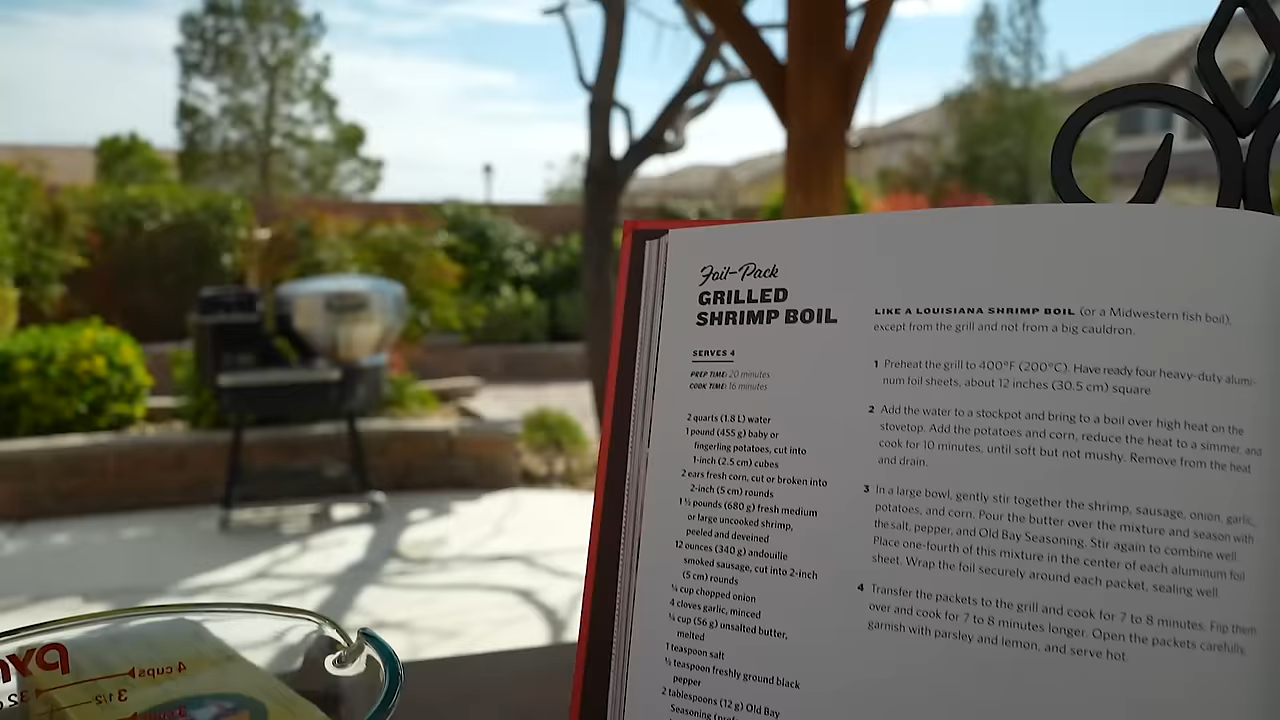 Foil-Pack
GRILLED
SHRIMP BOIL
SERVES 4
PREP TIME: 20 minutes
COOK TIME: 16 minutes
2 quarts (1.8 L) water
1 pound (455 g) baby or
fingerling potatoes, cut into
1-inch (2.5 cm) cubes
2 ears fresh corn, cut or broken into
2-inch (5 cm) rounds
1 ½ pounds (680 g) fresh medium
or large uncooked shrimp,
peeled and deveined
12 ounces (340 g) andouille
smoked sausage, cut into 2-inch
(5 cm) rounds
cup chopped onion
4 cloves garlic, minced
¼ cup (56 g) unsalted butter,
melted
1 teaspoon salt
½ teaspoon freshly ground black
pepper
2 tablespoons (12 g) Old Bay
Seasoning
LIKE A LOUISIANA SHRIMP BOIL (or a Midwestern fish boil),
except from the grill and not from a big cauldron.
1 Preheat the grill to 400°F (200°C). Have ready four heavy-duty alumi-
num foil sheets, about 12 inches (30.5 cm) square
2 Add the water to a stockpot and bring to a boil over high heat on the
stovetop. Add the potatoes and corn, reduce the heat to a simmer, and
cook for 10 minutes, until soft but not mushy. Remove from the heat
and drain.
3 In a large bowl, gently stir together the shrimp, sausage, onion, garlic,
potatoes, and corn. Pour the butter over the mixture and season with
the salt, pepper, and Old Bay Seasoning. Stir again to combine well.
Place one-fourth of this mixture in the center of each aluminum foil
sheet. Wrap the foil securely around each packet, sealing well.
4 Transfer the packets to the grill and cook for 7 to 8 minutes. Flip them
over and cook for 7 to 8 minutes longer. Open the packets carefully,
garnish with parsley and lemon, and serve hot.
4 cups
3 1/2